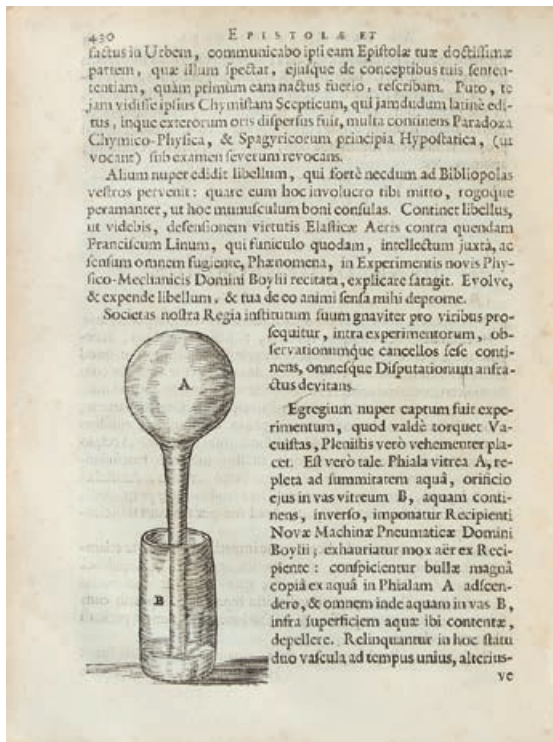 430
EPISTOLÆ ET
factus in Urbem, communicabo ipsi eam Epistolæ tuæ doctissimæ
partem, quæ illum spectat, ejusque de conceptibus tuis senten-
tentiam, quàm primum eam nactus fuerio, rescribam. Puto, te
jam vidisse ipsius Chymistam Scepticum, qui jamdudum latinè edi-
tus, inque exterorum oris dispersus fuit, multa continens Paradoxa
Chymico-Physica, & Spagyricorum principia Hypostatica, (ut
vocant) sub examen severum revocans.
Alium nuper edidit libellum, qui fortè necdum ad Bibliopolas
vestros pervenit: quare eum hoc involucro tibi mitto, rogoque
peramanter, ut hoc munusculum boni consulas. Continet libellus,
ut videbis, defensionem virtutis Elasticæ Aeris contra quendam
Franciscum Linum, qui funiculo quodam, intellectum juxtà, ac
sensum omnem fugiente, Phænomena, in Experimentis novis Phy-
sico-Mechanicis Domini Boylii recitata, explicare satagit. Evolve,
& expende libellum, & tua de eo animi sensa mihi deprome.
Societas nostra Regia institutum suum gnaviter pro viribus pro-
sequitur, intra experimentorum, ob-
servationumque cancellos sese conti-
nens, omnesque Disputationum anfra-
ctus devitans.
Egregium nuper captum fuit expe-
rimentum, quod valdè torquet Va-
cuistas, Plenistis verò vehementer pla-
cet. Est verò tale. Phiala vitrea A, re-
pleta ad summitatem aquâ, orificio
ejus in vas vitreum B, aquam conti-
nens, inverso, imponatur Recipienti
Novæ Machinæ Pneumaticæ Domini
Boylii; exhauriatur mox aër ex Reci-
piente: conspicientur bullæ magnâ
copiâ ex aquâ in Phialam A adscen-
dere, & omnem inde aquam in vas B,
infra superficiem aquæ ibi contentæ,
depellere. Relinquantur in hoc statu
duo vascula ad tempus unius, alterius-
ve
A
B